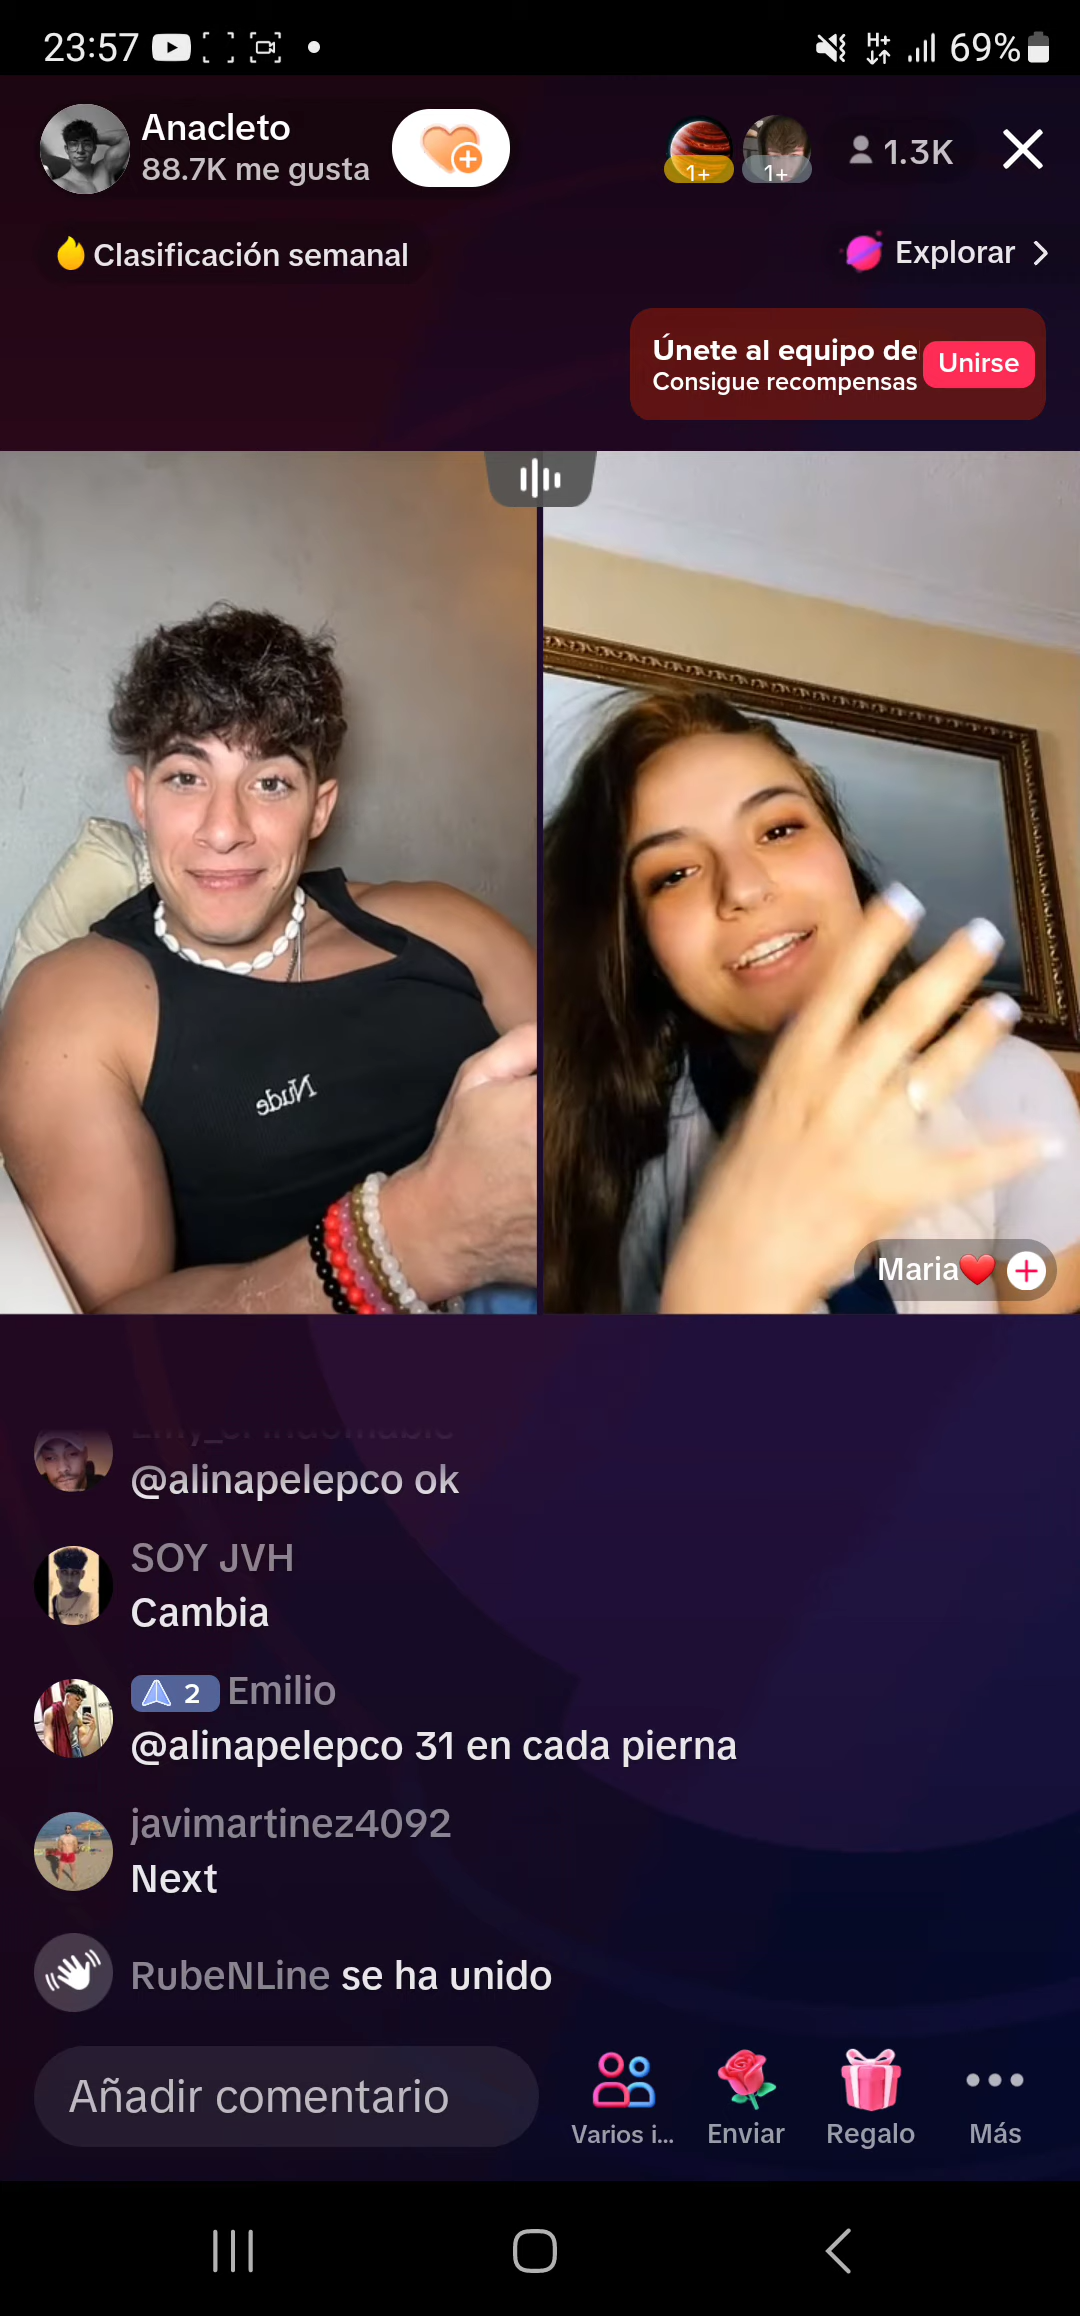 23:57
H+
69%
Anacleto
88.7K me gusta
1+
1+
1.3K
Clasificación semanal
Explorar
Únete al equipo de
Consigue recompensas
Unirse
Nude
Maria❤️
@alinapelepco ok
SOY JVH
Cambia
2 Emilio
@alinapelepco 31 en cada pierna
javimartinez4092
Next
RubeNLine se ha unido
Añadir comentario
Varios i...
Enviar
Regalo
Más